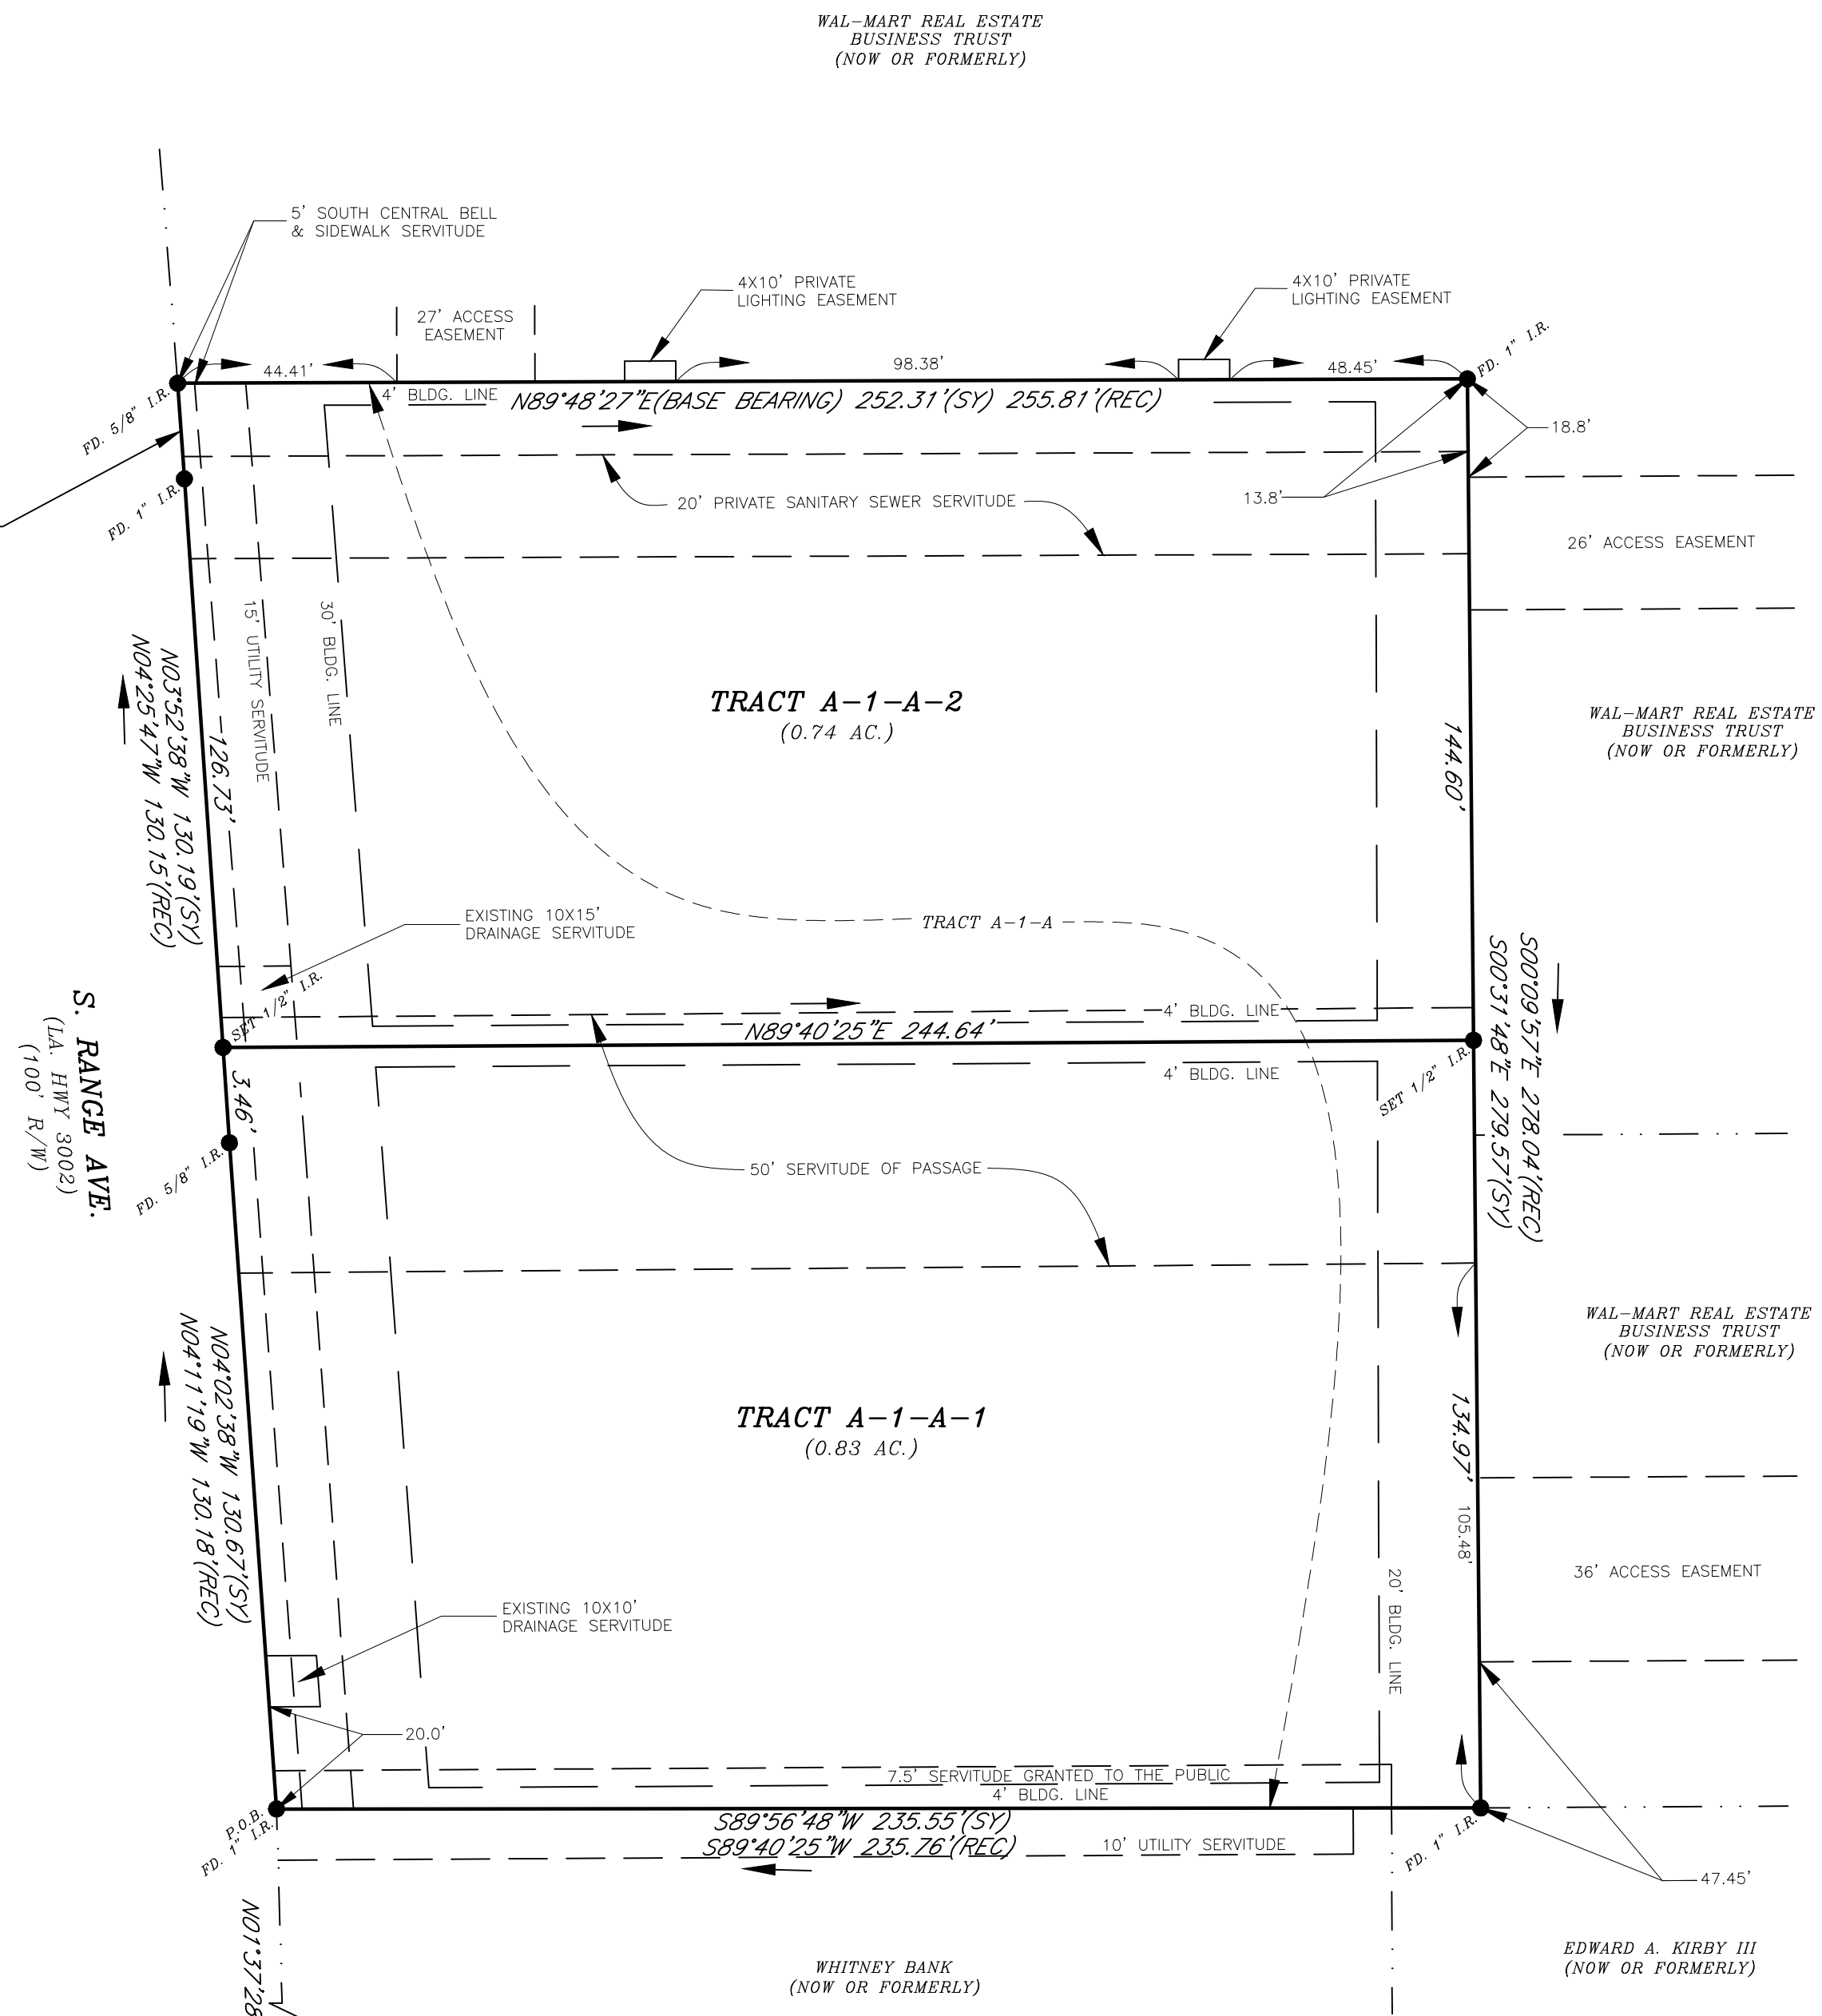 WAL-MART REAL ESTATE
BUSINESS TRUST
(NOW OR FORMERLY)
5' SOUTH CENTRAL BELL
& SIDEWALK SERVITUDE
4X10' PRIVATE
LIGHTING EASEMENT
4X10' PRIVATE
LIGHTING EASEMENT
27' ACCESS
EASEMENT
FD. 1" I.R.
44.41'
98.38'
48.45'
4' BLDG. LINE
N89°48'27"E(BASE BEARING) 252.31'(SY) 255.81'(REC)
FD. 5/8" I.R.
18.8'
FD. 1" I.R.
20' PRIVATE SANITARY SEWER SERVITUDE
13.8'
26' ACCESS EASEMENT
15' UTILITY SERVITUDE
30' BLDG. LINE
N03°52'38"W 130.19'(SY)
N04°25'47"W 130.15'(REC)
126.73'
TRACT A-1-A-2
(0.74 AC.)
144.60'
WAL-MART REAL ESTATE
BUSINESS TRUST
(NOW OR FORMERLY)
EXISTING 10X15'
DRAINAGE SERVITUDE
TRACT A-1-A
S00°09'57"E 278.04'(REC)
S00°31'48"E 279.57'(SY)
SET 1/2" I.R.
4' BLDG. LINE
N89°40'25"E 244.64'
S. RANGE AVE.
(LA. HWY 3002)
(100' R/W)
3.46'
4' BLDG. LINE
SET 1/2" I.R.
FD. 5/8" I.R.
50' SERVITUDE OF PASSAGE
WAL-MART REAL ESTATE
BUSINESS TRUST
(NOW OR FORMERLY)
N04°02'38"W 130.67'(SY)
N04°11'19"W 130.18'(REC)
TRACT A-1-A-1
(0.83 AC.)
134.97'
105.48'
36' ACCESS EASEMENT
20' BLDG. LINE
EXISTING 10X10'
DRAINAGE SERVITUDE
20.0'
7.5' SERVITUDE GRANTED TO THE PUBLIC
4' BLDG. LINE
P.O.B.
FD. 1" I.R.
S89°56'48"W 235.55'(SY)
S89°40'25"W 235.76'(REC)
10' UTILITY SERVITUDE
FD. 1" I.R.
47.45'
N01°37'28
WHITNEY BANK
(NOW OR FORMERLY)
EDWARD A. KIRBY III
(NOW OR FORMERLY)